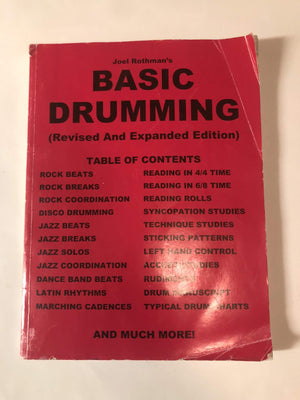 Joel Rothman's
BASIC
DRUMMING
(Revised And Expanded Edition)
TABLE OF CONTENTS
ROCK BEATS
ROCK BREAKS
ROCK COORDINATION
DISCO DRUMMING
JAZZ BEATS
JAZZ BREAKS
JAZZ SOLOS
JAZZ COORDINATION
DANCE BAND BEATS
LATIN RHYTHMS
MARCHING CADENCES
READING IN 4/4 TIME
READING IN 6/8 TIME
READING ROLLS
SYNCOPATION STUDIES
TECHNIQUE STUDIES
STICKING PATTERNS
LEFT HAND CONTROL
DRUM
TYPICAL DRUM CHARTS
AND MUCH MORE!